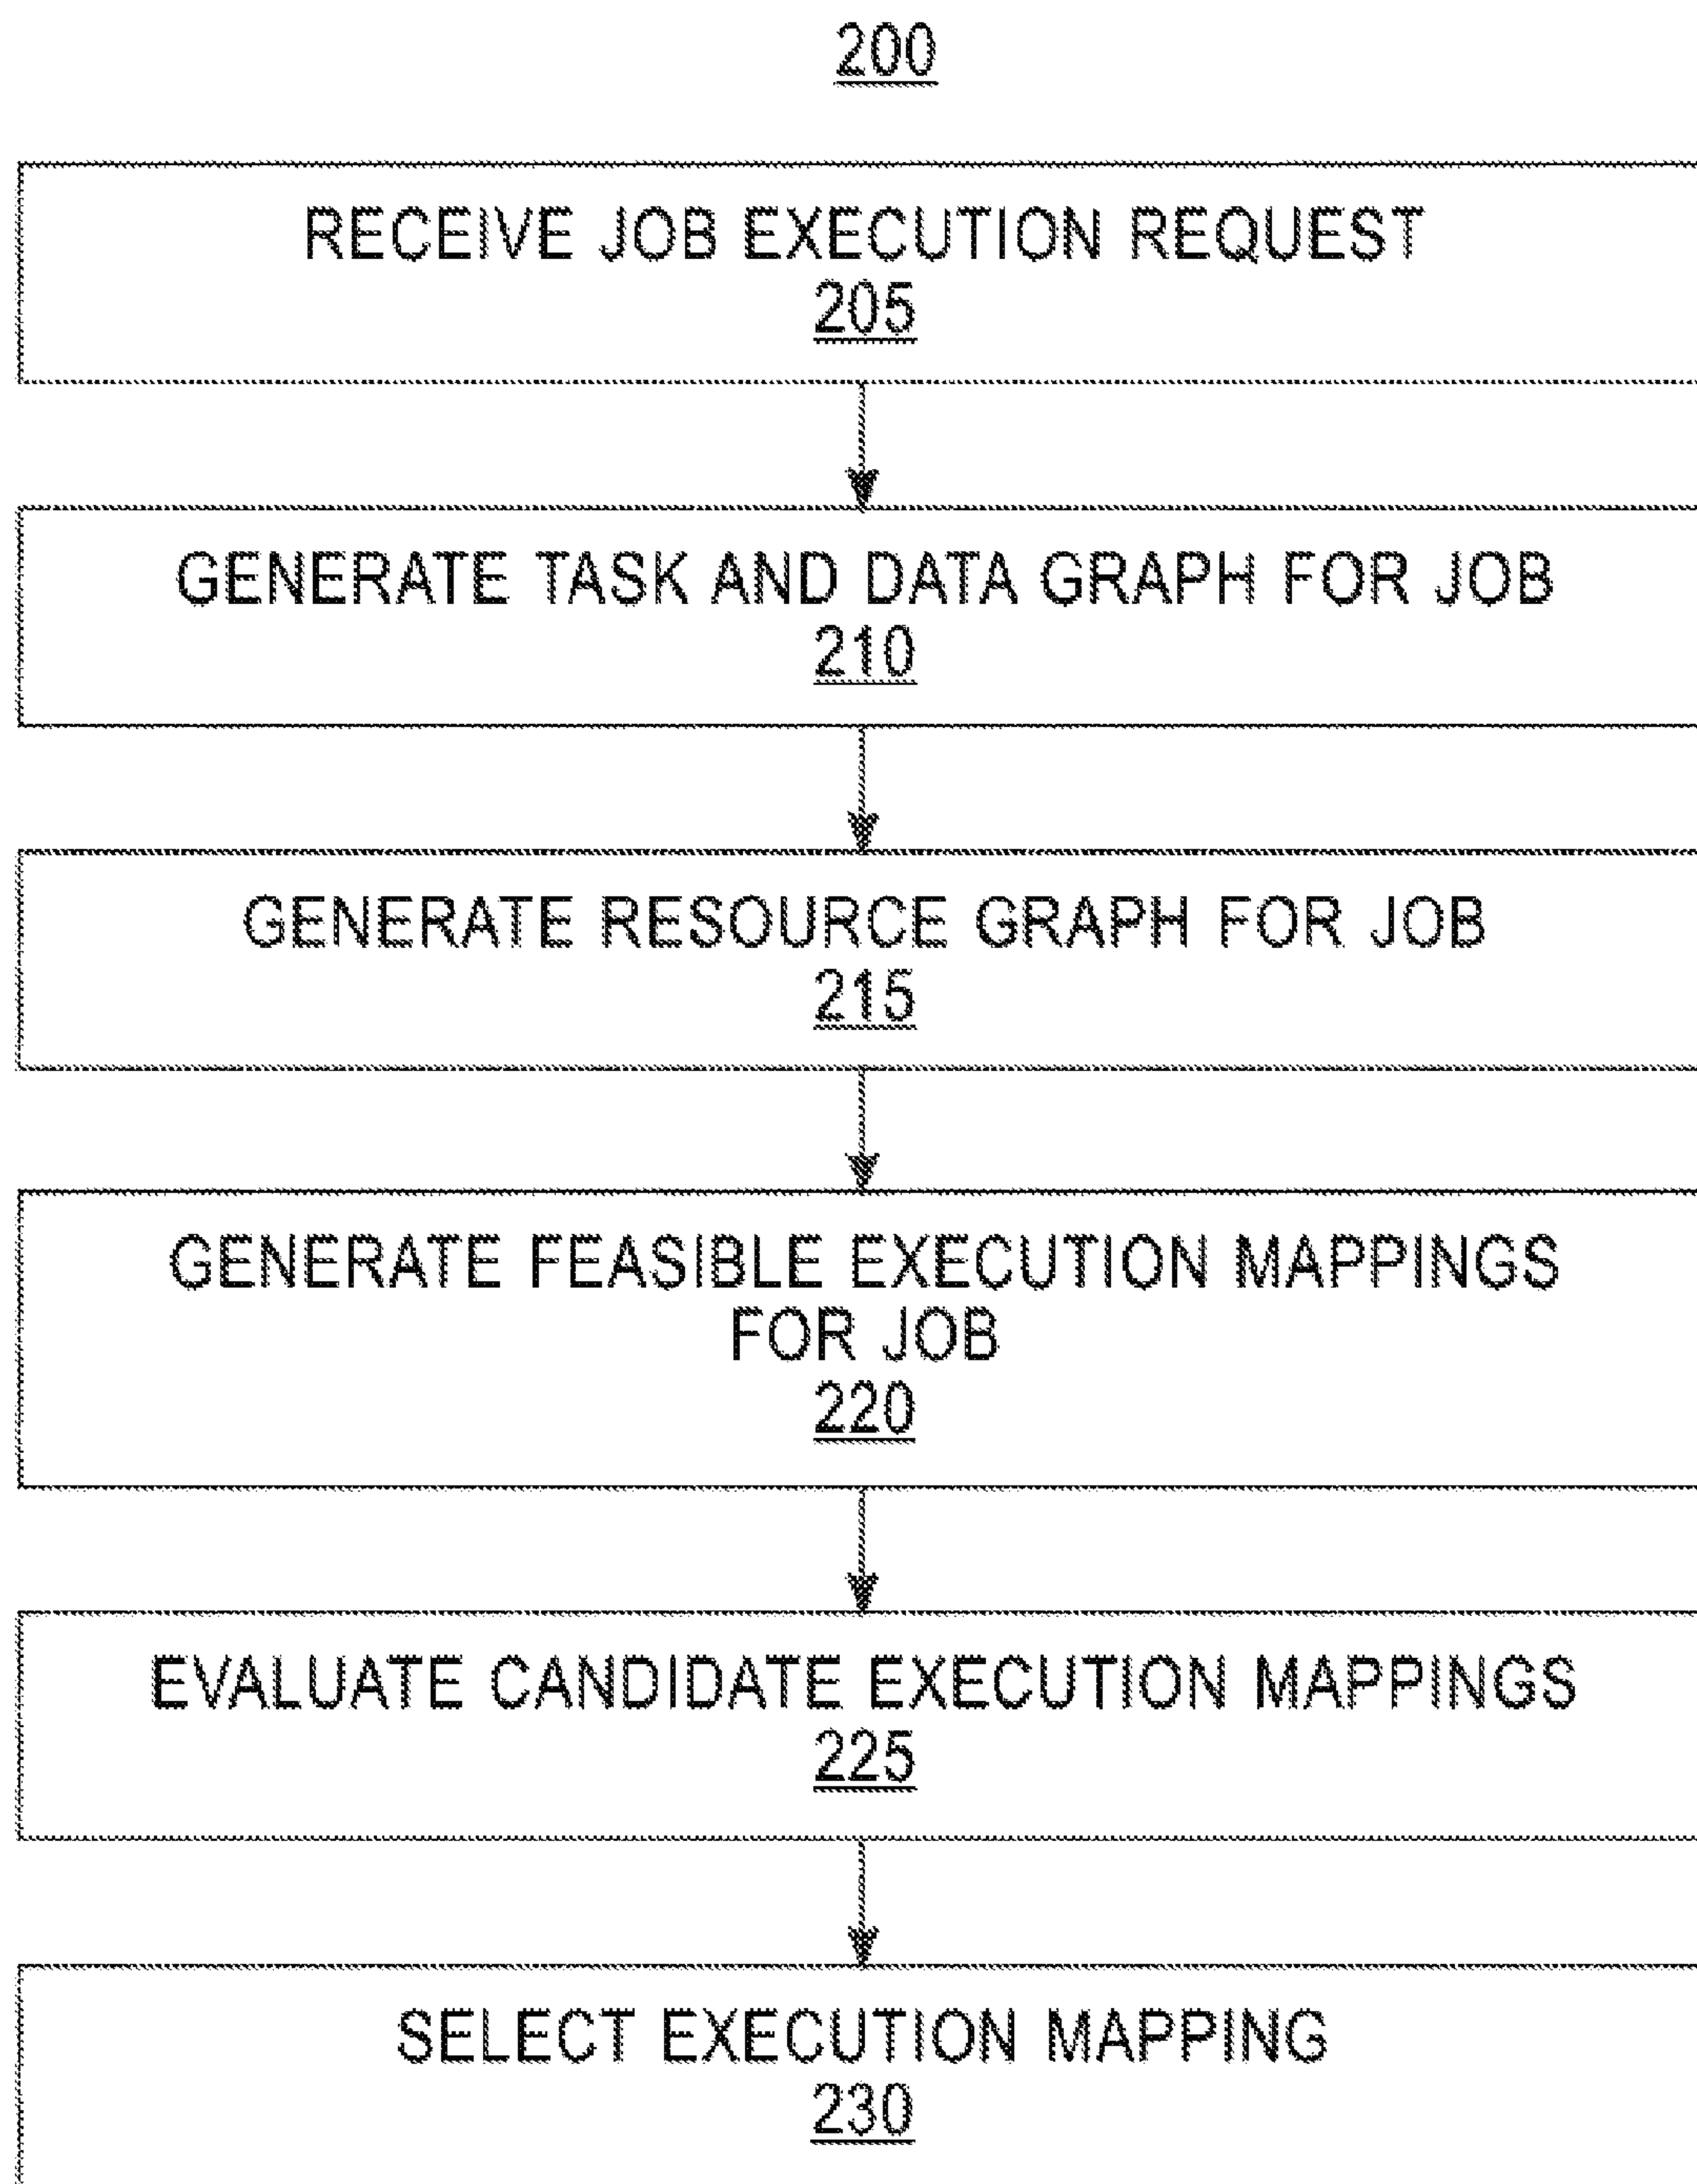 200
RECEIVE JOB EXECUTION REQUEST
205
GENERATE TASK AND DATA GRAPH FOR JOB
210
GENERATE RESOURCE GRAPH FOR JOB
215
GENERATE FEASIBLE EXECUTION MAPPINGS
FOR JOB
220
EVALUATE CANDIDATE EXECUTION MAPPINGS
225
SELECT EXECUTION MAPPING
230